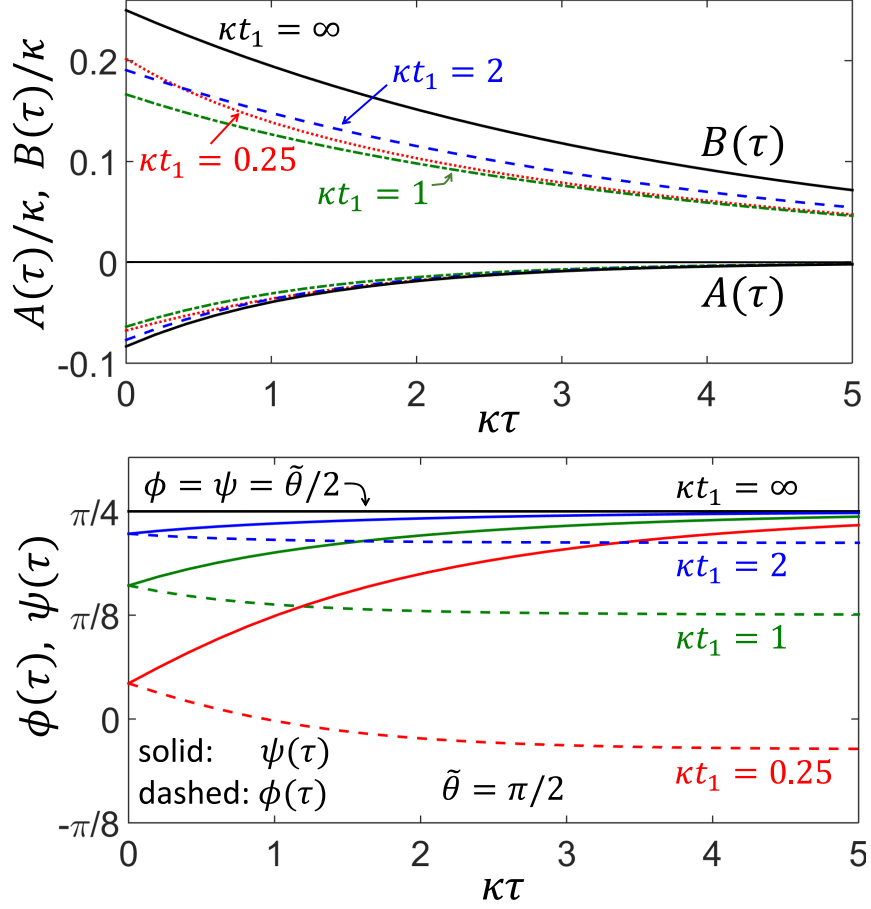 κt₁ = ∞
0.2
κt₁ = 2
B(τ)
κt₁ = 0.25
0.1
κt₁ = 1
A(τ)/κ, B(τ)/κ
0
A(τ)
-0.1
0 1 2 3 4 5
κτ
ϕ = ψ = θ̃/2
κt₁ = ∞
π/4
κt₁ = 2
π/8
κt₁ = 1
ϕ(τ), ψ(τ)
0
solid: ψ(τ)
κt₁ = 0.25
dashed: ϕ(τ)
θ̃ = π/2
-π/8
0 1 2 3 4 5
κτ